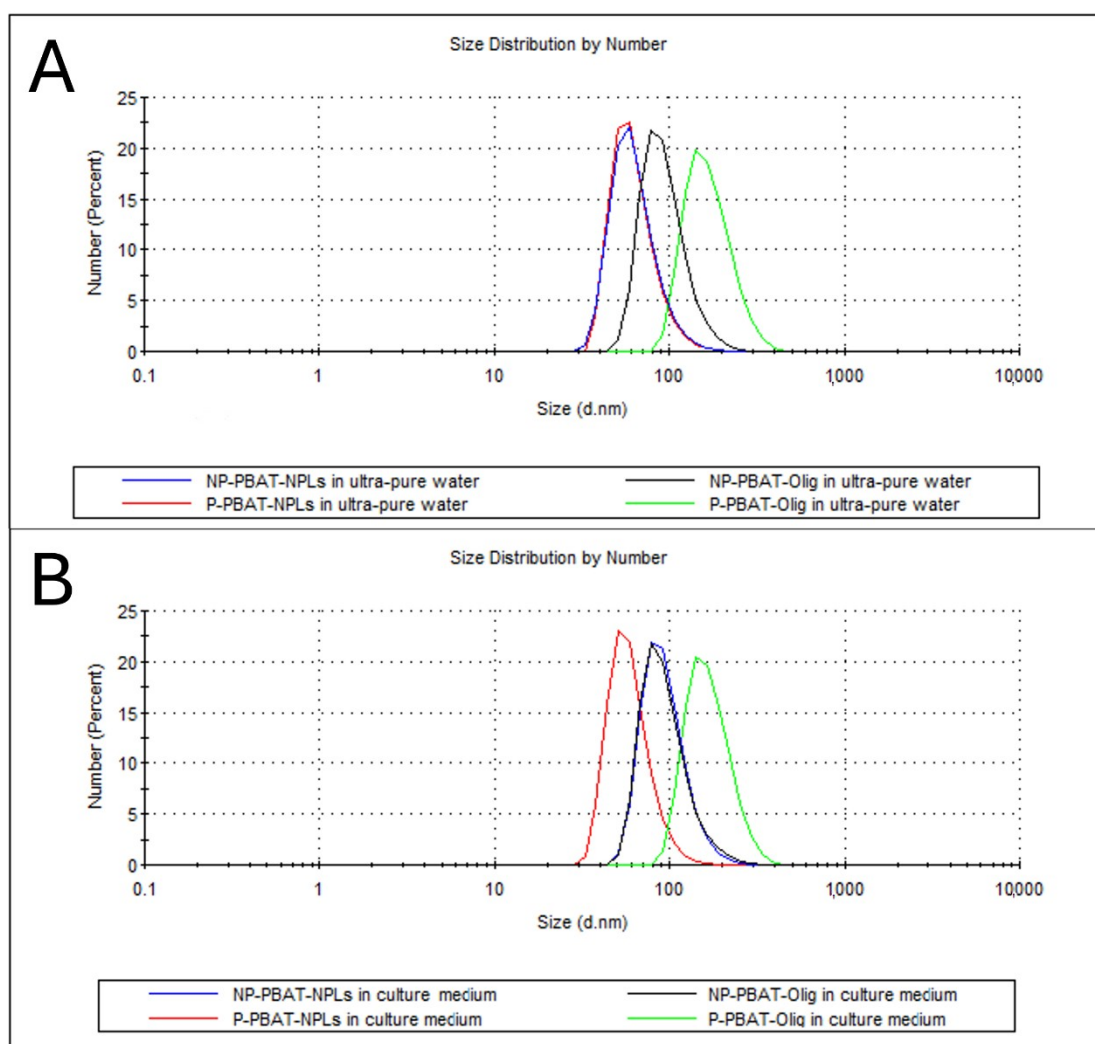 A
Size Distribution by Number
25
20
15
10
5
0
Number (Percent)
0.1 1 10 100 1,000 10,000
Size (d.nm)
NP-PBAT-NPLs in ultra-pure water NP-PBAT-Olig in ultra-pure water
P-PBAT-NPLs in ultra-pure water P-PBAT-Olig in ultra-pure water
B
Size Distribution by Number
25
20
15
10
5
0
Number (Percent)
0.1 1 10 100 1,000 10,000
Size (d.nm)
NP-PBAT-NPLs in culture medium NP-PBAT-Olig in culture medium
P-PBAT-NPLs in culture medium P-PBAT-Olig in culture medium